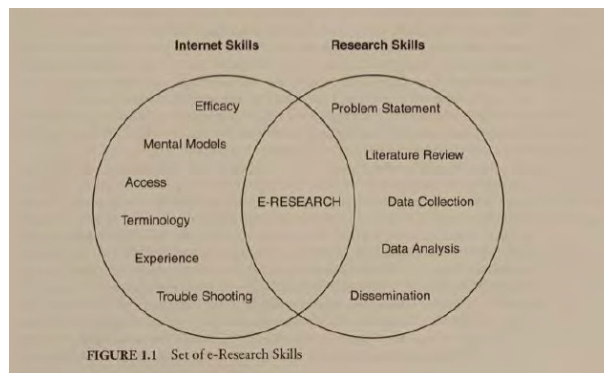 Internet Skills Research Skills
Efficacy
Problem Statement
Mental Models
Literature Review
Access
E-RESEARCH
Data Collection
Terminology
Data Analysis
Experience
Trouble Shooting
Dissemination
FIGURE 1.1 Set of e-Research Skills